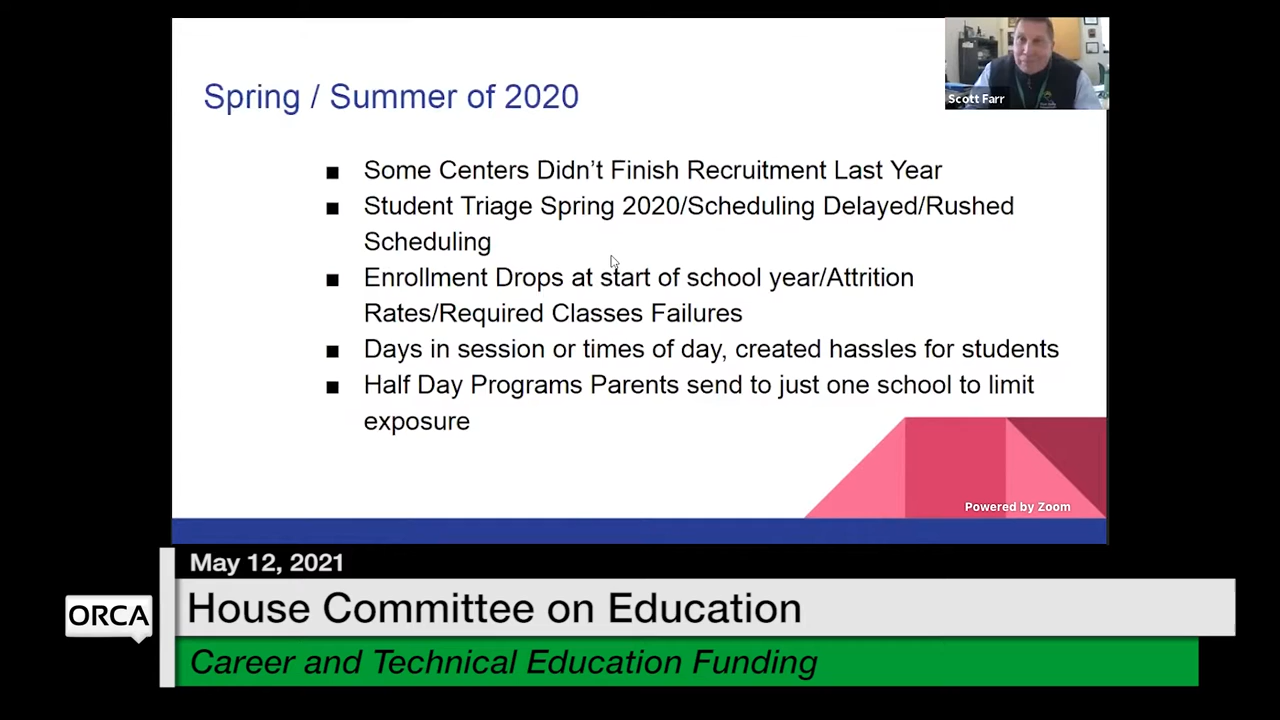 Spring / Summer of 2020
Scott Farr
■ Some Centers Didn't Finish Recruitment Last Year
■ Student Triage Spring 2020/Scheduling Delayed/Rushed
Scheduling
■ Enrollment Drops at start of school year/Attrition
Rates/Required Classes Failures
■ Days in session or times of day, created hassles for students
■ Half Day Programs Parents send to just one school to limit
exposure
Powered by Zoom
May 12, 2021
ORCA
House Committee on Education
Career and Technical Education Funding